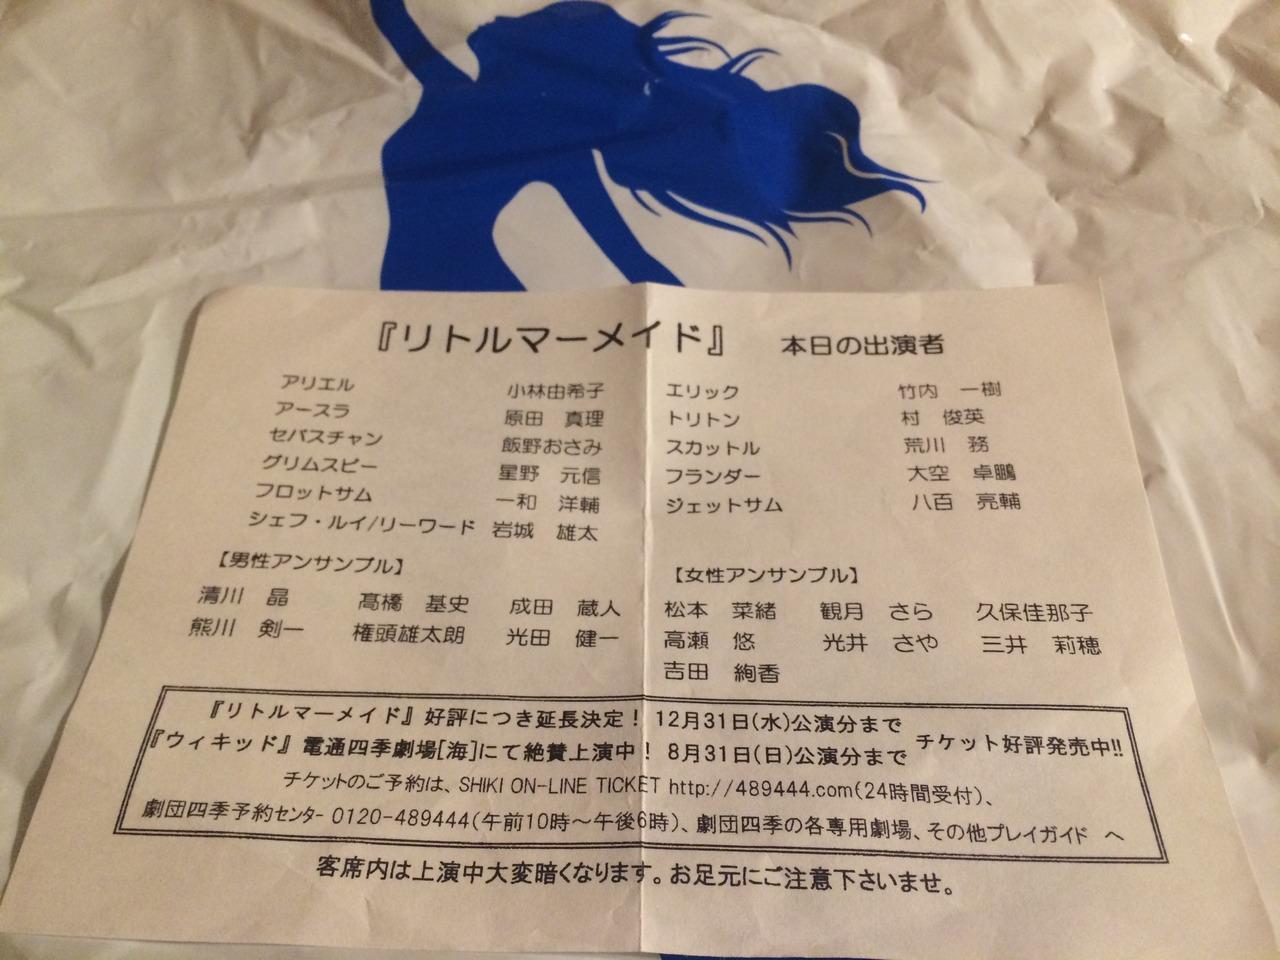 『リトルマーメイド』 本日の出演者
アリエル 小林由希子 エリック 竹内 一樹
アースラ 原田 真理 トリトン 村 俊英
セバスチャン 飯野おさみ スカットル 荒川 務
グリムスビー 星野 元信 フランダー 大空 卓鵬
フロットサム 一和 洋輔 ジェットサム 八百 亮輔
シェフ・ルイ/リーワード 岩城 雄太
【男性アンサンブル】 【女性アンサンブル】
清川 晶 髙橋 基史 成田 蔵人 松本 菜緒 観月 さら 久保佳那子
熊川 剣一 権頭雄太朗 光田 健一 高瀬 悠 光井 さや 三井 莉穂
吉田 絢香
『リトルマーメイド』好評につき延長決定！ 12月31日(水)公演分まで
『ウィキッド』電通四季劇場[海]にて絶賛上演中！ 8月31日(日)公演分まで チケット好評発売中!!
チケットのご予約は、SHIKI ON-LINE TICKET http://489444.com(24時間受付)、
劇団四季予約センター 0120-489444(午前10時～午後6時)、劇団四季の各専用劇場、その他プレイガイド へ
客席内は上演中大変暗くなります。お足元にご注意下さいませ。